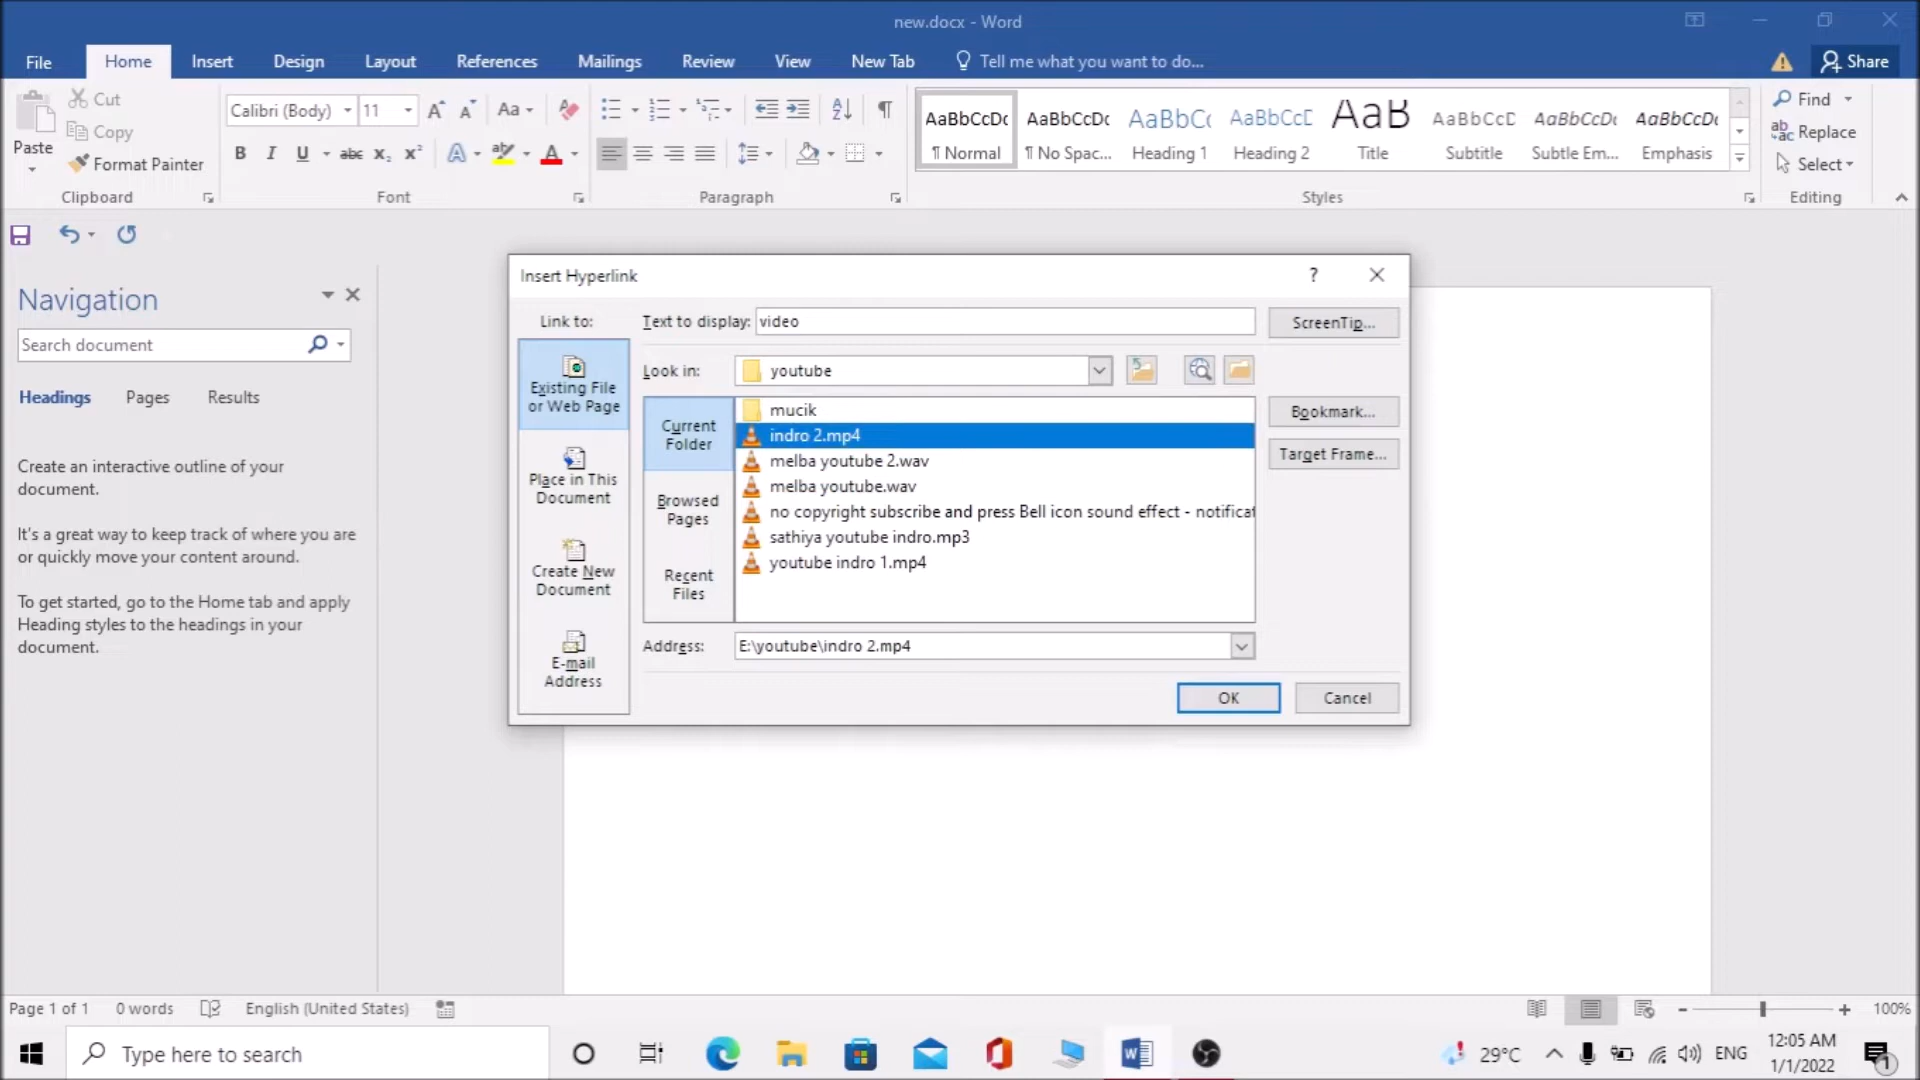 new.docx - Word
File Home Insert Design Layout References Mailings Review View New Tab Tell me what you want to do... Share
Paste
Cut
Copy
Format Painter
Clipboard
Calibri (Body) 11
Font
Paragraph
AaBbCcDc AaBbCcDc AaBbCc AaBbCcC AaB AaBbCcD AaBbCcDc AaBbCcDc
¶ Normal ¶ No Spac... Heading 1 Heading 2 Title Subtitle Subtle Em... Emphasis
Styles
Find
Replace
Select
Editing
Navigation
Search document
Headings Pages Results
Create an interactive outline of your
document.
It's a great way to keep track of where you are
or quickly move your content around.
To get started, go to the Home tab and apply
Heading styles to the headings in your
document.
Insert Hyperlink
Link to:
Existing File
or Web Page
Place in This
Document
Create New
Document
E-mail
Address
Text to display: video
ScreenTip...
Look in: youtube
Current
Folder
Browsed
Pages
Recent
Files
mucik
indro 2.mp4
melba youtube 2.wav
melba youtube.wav
no copyright subscribe and press Bell icon sound effect - notificat
sathiya youtube indro.mp3
youtube indro 1.mp4
Bookmark...
Target Frame...
Address: E:\youtube\indro 2.mp4
OK Cancel
Page 1 of 1 0 words English (United States) 100%
Type here to search
29°C ENG
12:05 AM
1/1/2022
1